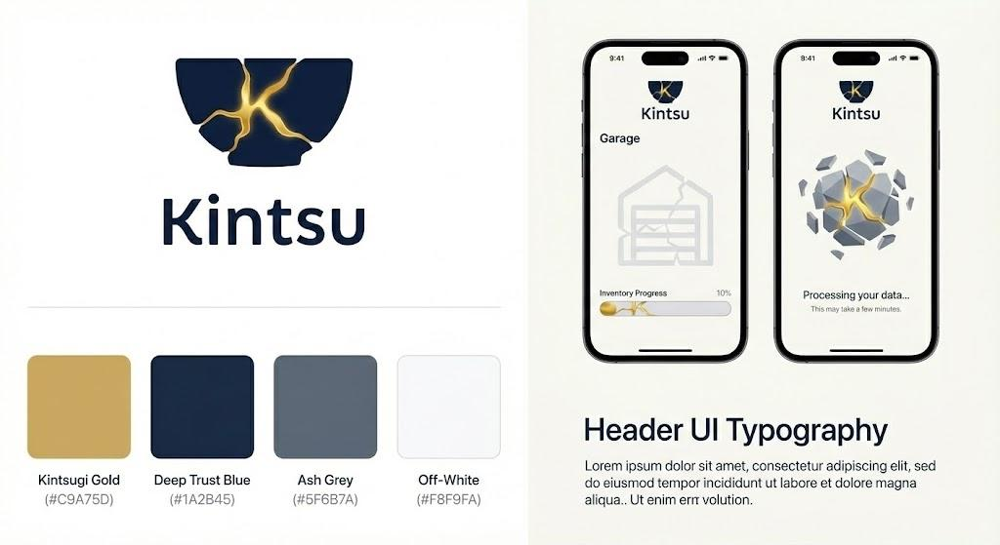 K
Kintsu
Kintsugi Gold
(#C9A75D)
Deep Trust Blue
(#1A2B45)
Ash Grey
(#5F6B7A)
Off-White
(#F8F9FA)
9:41
K
Kintsu
Garage
Inventory Progress 10%
9:41
K
Kintsu
K
Processing your data...
This may take a few minutes.
Header UI Typography
Lorem ipsum dolor sit amet, consectetur adipiscing elit, sed
do eiusmod tempor incididunt ut labore et dolore magna
aliqua.. Ut enim err volution.